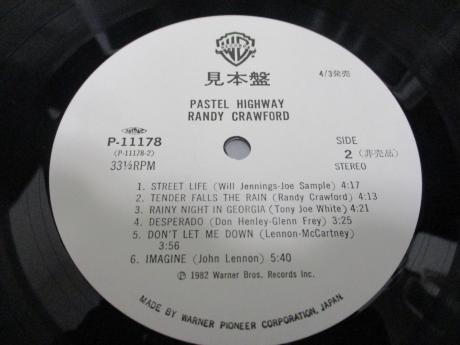 見本盤
4/3発売
PASTEL HIGHWAY
RANDY CRAWFORD
P-11178
(P-11178-2)
33⅓RPM
SIDE
2 (非売品)
STEREO
1. STREET LIFE (Will Jennings-Joe Sample) 4:17
2. TENDER FALLS THE RAIN (Randy Crawford) 4:13
3. RAINY NIGHT IN GEORGIA (Tony Joe White) 4:21
4. DESPERADO (Don Henley-Glenn Frey) 3:25
5. DON'T LET ME DOWN (Lennon-McCartney)
3:56
6. IMAGINE (John Lennon) 5:40
Ⓟ 1982 Warner Bros. Records Inc.
MADE BY WARNER PIONEER CORPORATION, JAPAN